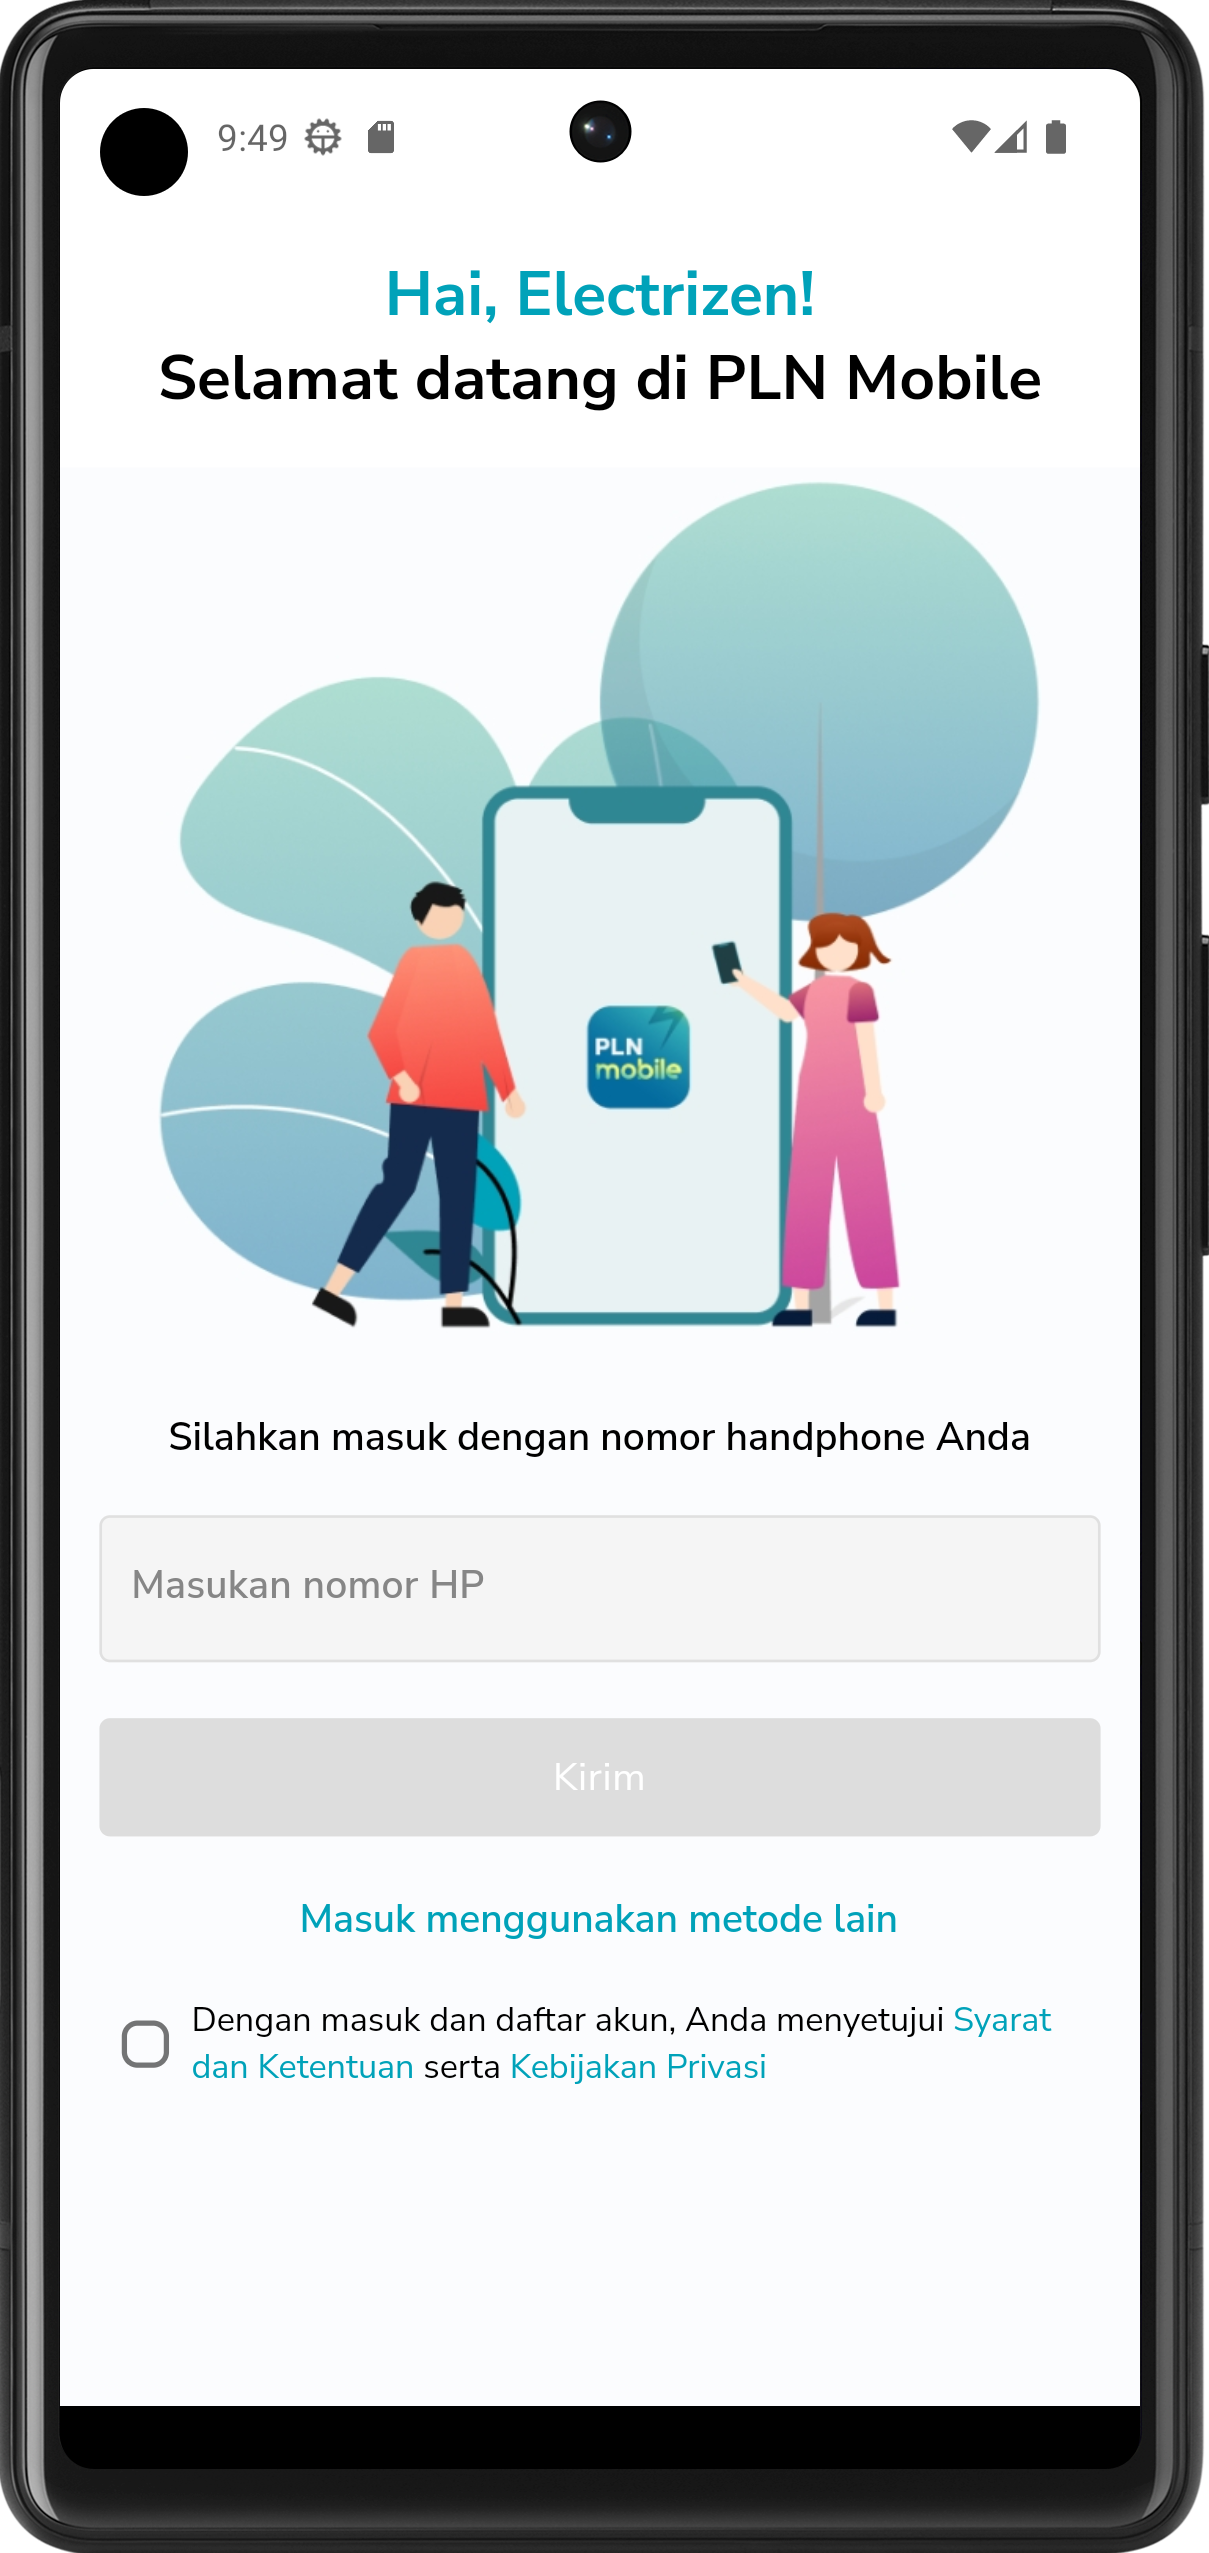 9:49
Hai, Electrizen!
Selamat datang di PLN Mobile
PLN
mobile
Silahkan masuk dengan nomor handphone Anda
Masukan nomor HP
Kirim
Masuk menggunakan metode lain
Dengan masuk dan daftar akun, Anda menyetujui Syarat
dan Ketentuan serta Kebijakan Privasi